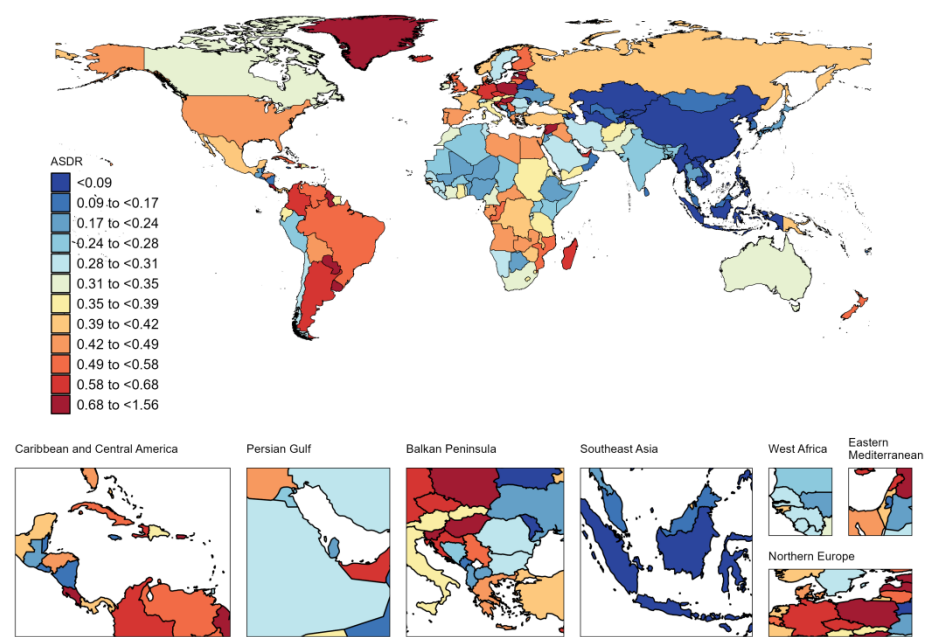 ASDR
<0.09
0.09 to <0.17
0.17 to <0.24
0.24 to <0.28
0.28 to <0.31
0.31 to <0.35
0.35 to <0.39
0.39 to <0.42
0.42 to <0.49
0.49 to <0.58
0.58 to <0.68
0.68 to <1.56
Caribbean and Central America
Persian Gulf
Balkan Peninsula
Southeast Asia
West Africa
Eastern
Mediterranean
Northern Europe